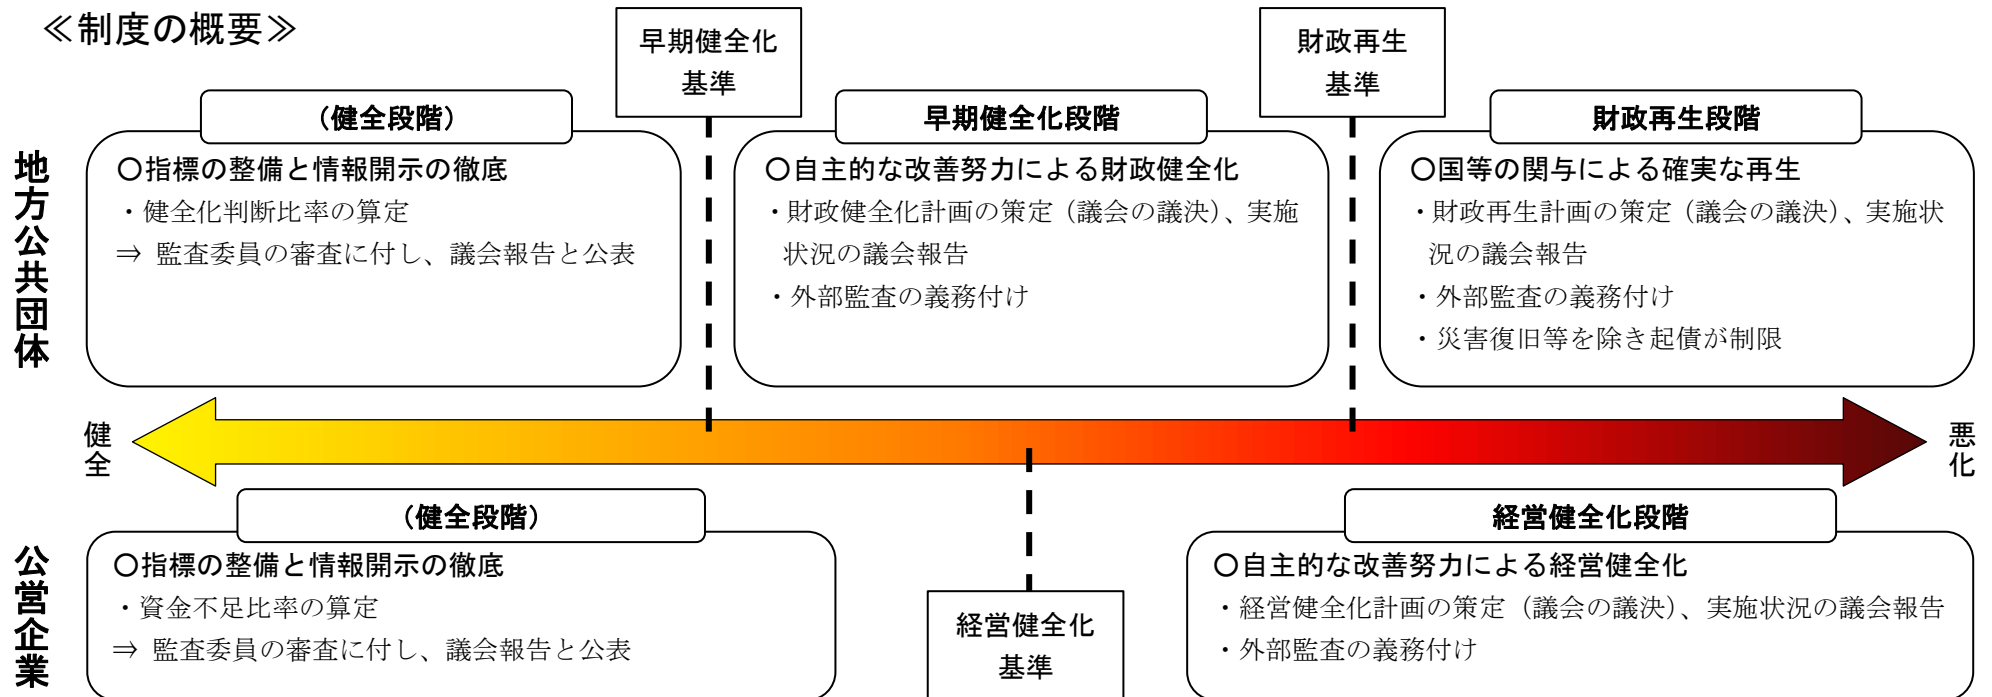 ≪制度の概要≫
早期健全化
基準
財政再生
基準
地方公共団体
(健全段階)
〇指標の整備と情報開示の徹底
・健全化判断比率の算定
⇒ 監査委員の審査に付し、議会報告と公表
早期健全化段階
〇自主的な改善努力による財政健全化
・財政健全化計画の策定(議会の議決)、実施
状況の議会報告
・外部監査の義務付け
財政再生段階
〇国等の関与による確実な再生
・財政再生計画の策定(議会の議決)、実施状
況の議会報告
・外部監査の義務付け
・災害復旧等を除き起債が制限
健全
悪化
公営企業
(健全段階)
〇指標の整備と情報開示の徹底
・資金不足比率の算定
⇒ 監査委員の審査に付し、議会報告と公表
経営健全化
基準
経営健全化段階
〇自主的な改善努力による経営健全化
・経営健全化計画の策定(議会の議決)、実施状況の議会報告
・外部監査の義務付け